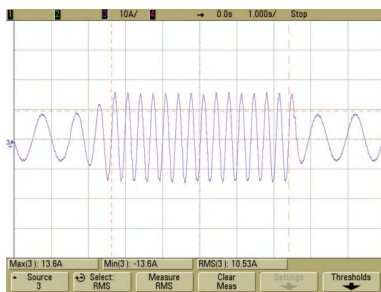 1 2 3 10A/ 4 → 0.0s 1.000s/ Stop
3
Max(3): 13.6A Min(3): -13.6A RMS(3): 10.53A
Source 3 Select: RMS Measure RMS Clear Meas Settings Thresholds